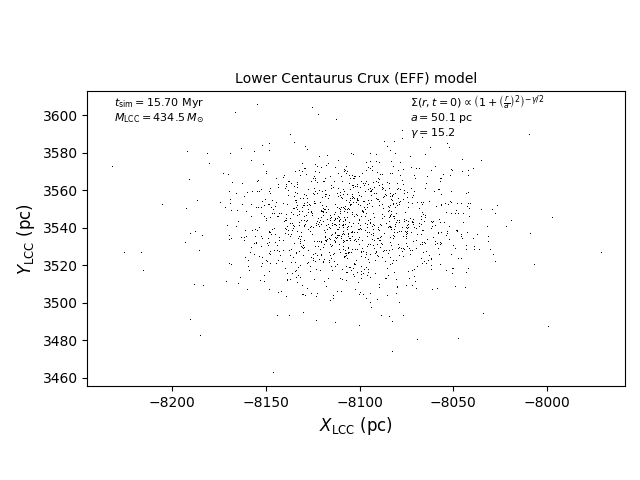 Lower Centaurus Crux (EFF) model
t_sim = 15.70 Myr
M_LCC = 434.5 M_⊙
Σ(r, t = 0) ∝ (1 + (r/a)²)^(−γ/2)
a = 50.1 pc
γ = 15.2
Y_LCC (pc)
3600
3580
3560
3540
3520
3500
3480
3460
−8200 −8150 −8100 −8050 −8000
X_LCC (pc)